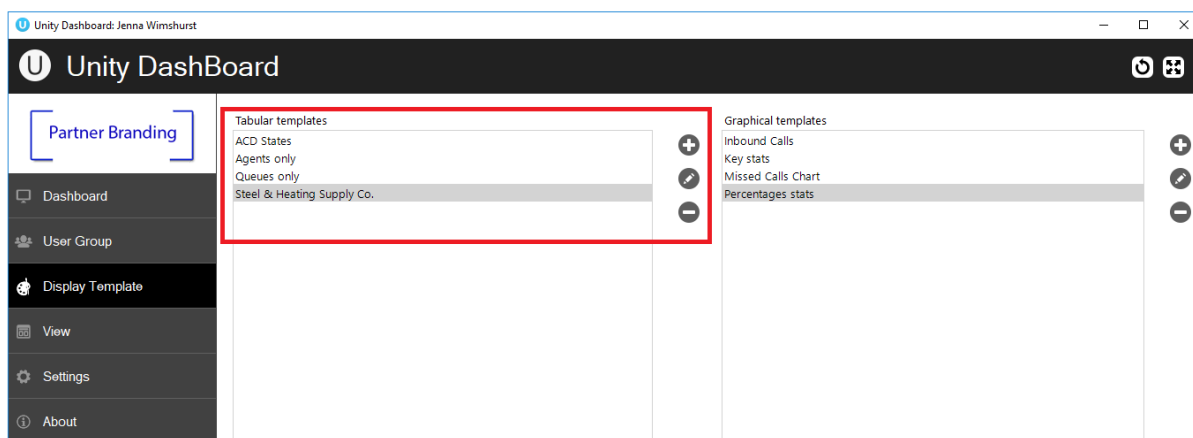 Unity Dashboard: Jenna Wimshurst
U Unity DashBoard
Partner Branding
Dashboard
User Group
Display Template
View
Settings
About
Tabular templates
ACD States
Agents only
Queues only
Steel & Heating Supply Co.
Graphical templates
Inbound Calls
Key stats
Missed Calls Chart
Percentages stats